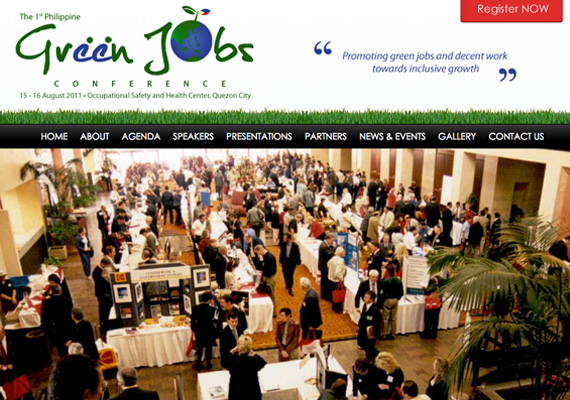 The 1st Philippine
Green Jobs
CONFERENCE
15 - 16 August 2011 • Occupational Safety and Health Center, Quezon City
Register NOW
“ Promoting green jobs and decent work
towards inclusive growth ”
HOME ABOUT AGENDA SPEAKERS PRESENTATIONS PARTNERS NEWS & EVENTS GALLERY CONTACT US